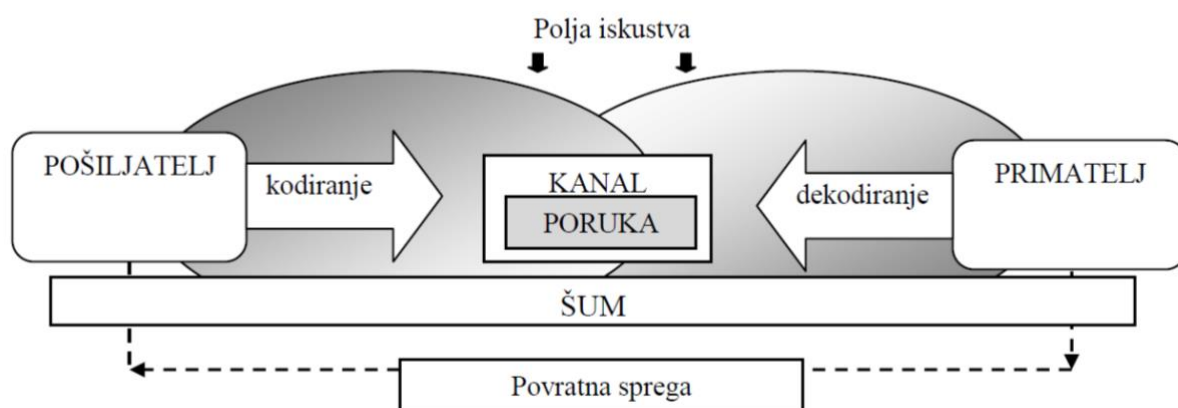 Polja iskustva
POŠILJATELJ
kodiranje
KANAL
PORUKA
dekodiranje
PRIMATELJ
ŠUM
Povratna sprega